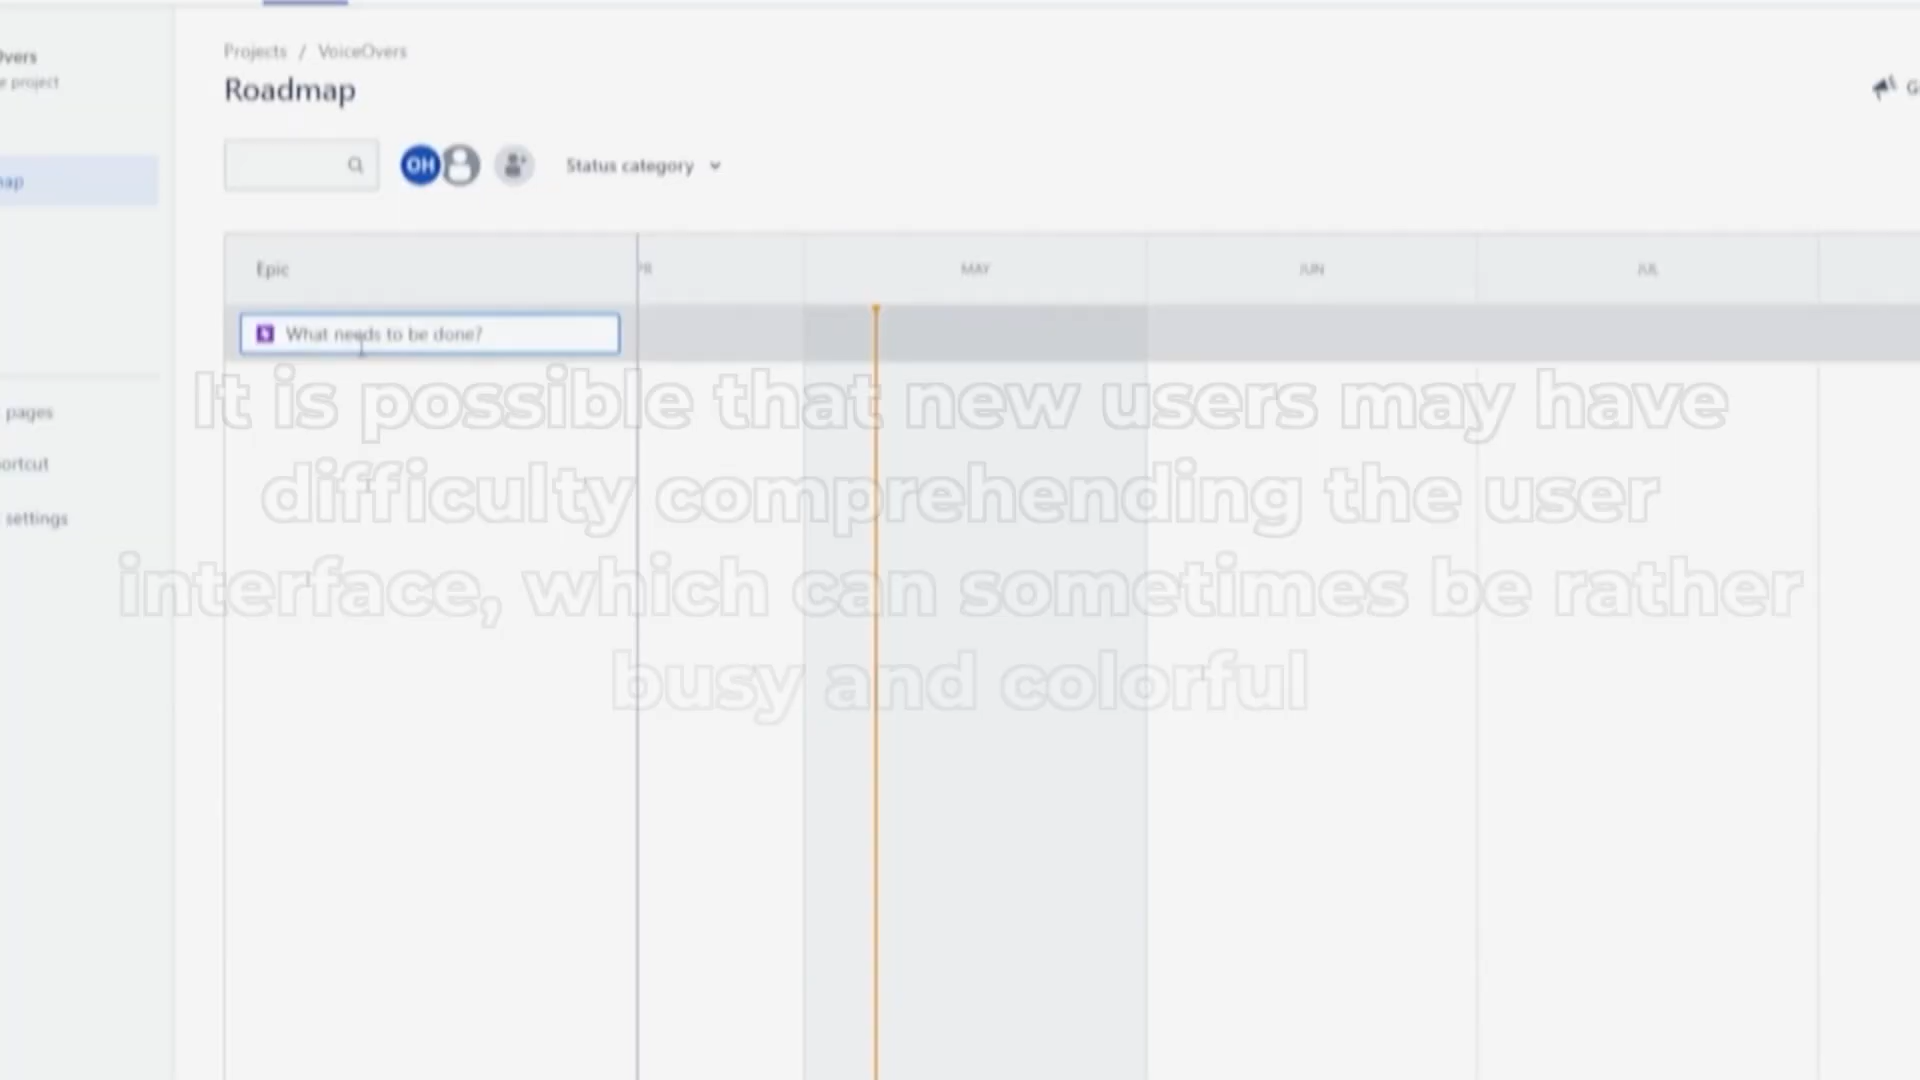 Projects / VoiceOvers
Overs
Roadmap
e project
OH
Status category
map
Epic
MAY
JUN
JUL
What needs to be done?
It is possible that new users may have
pages
difficulty comprehending the user
ortcut
settings
interface, which can sometimes be rather
busy and colorful